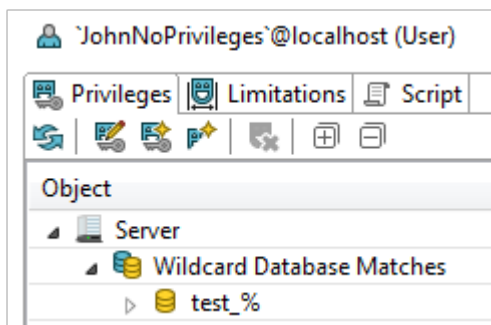 `JohnNoPrivileges`@localhost (User)
Privileges Limitations Script
Object
Server
Wildcard Database Matches
test_%